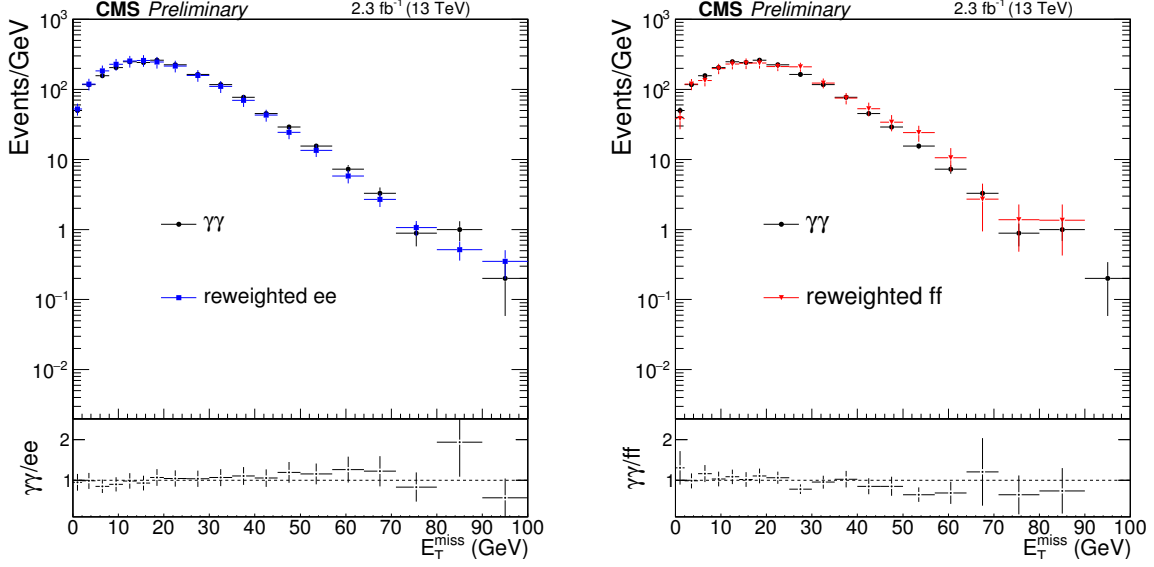 CMS Preliminary 2.3 fb⁻¹ (13 TeV)
Events/GeV
10³
10²
10
1
10⁻¹
10⁻²
γγ
reweighted ee
γγ/ee
2
1
0 10 20 30 40 50 60 70 80 90 100
E_T^miss (GeV)
CMS Preliminary 2.3 fb⁻¹ (13 TeV)
Events/GeV
10³
10²
10
1
10⁻¹
10⁻²
γγ
reweighted ff
γγ/ff
2
1
0 10 20 30 40 50 60 70 80 90 100
E_T^miss (GeV)